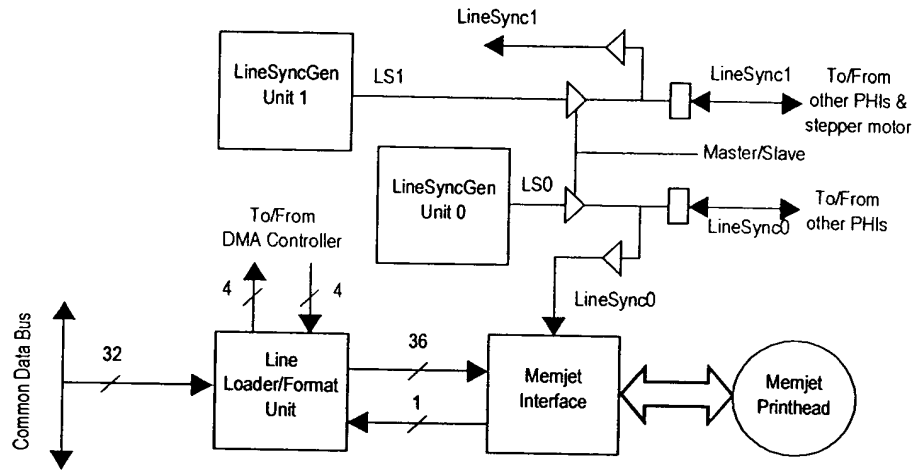 LineSync1
LineSyncGen
Unit 1
LS1
LineSync1
To/From
other PHIs &
stepper motor
Master/Slave
LineSyncGen
Unit 0
LS0
To/From
other PHIs
LineSync0
To/From
DMA Controller
4
4
LineSync0
Common Data Bus
32
Line
Loader/Format
Unit
36
1
Memjet
Interface
Memjet
Printhead